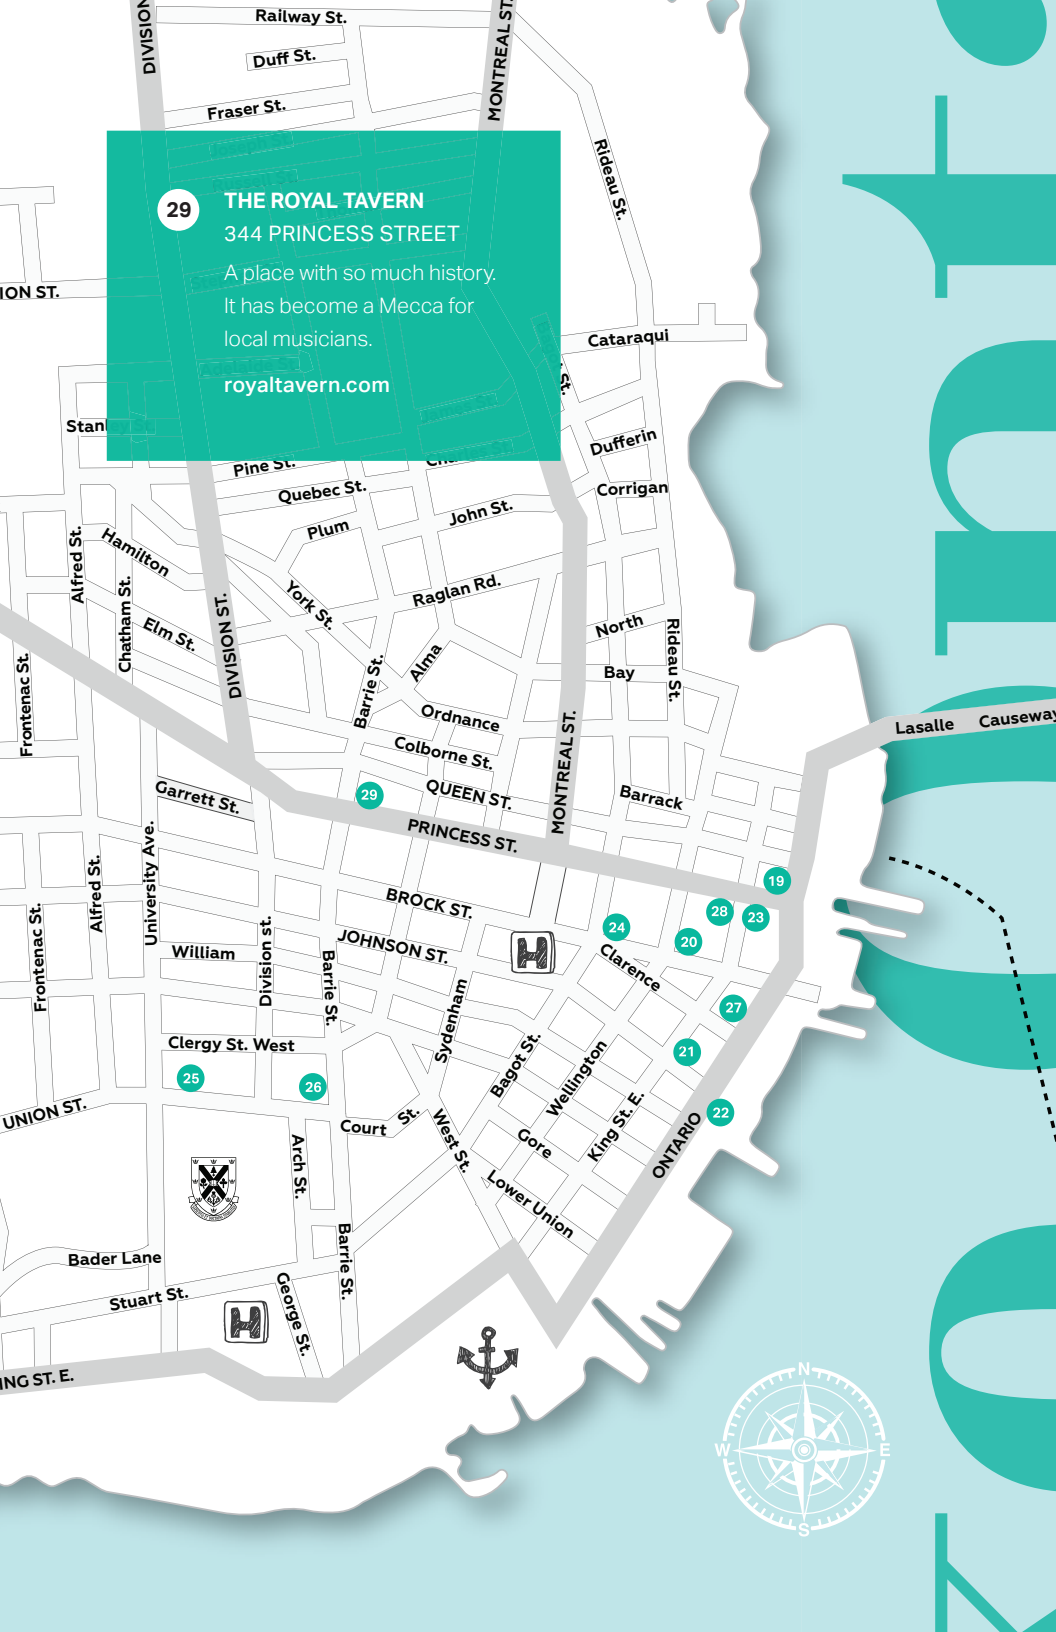 Railway St.
DIVISION
MONTREAL ST.
Duff St.
Fraser St.
Rideau St.
29
THE ROYAL TAVERN
344 PRINCESS STREET
A place with so much history.
It has become a Mecca for
local musicians.
royaltavern.com
ION ST.
Cataraqui
St.
Stanley St.
Dufferin
Pine St.
Quebec St.
Corrigan
John St.
Plum
Hamilton
Alfred St.
Chatham St.
York St.
Raglan Rd.
DIVISION ST.
Elm St.
North
Rideau St.
Alma
Bay
Barrie St.
Frontenac St.
Ordnance
Colborne St.
MONTREAL ST.
Lasalle Causeway
Garrett St.
29
QUEEN ST.
Barrack
PRINCESS ST.
University Ave.
Alfred St.
19
BROCK ST.
28
23
24
20
Frontenac St.
Division st.
William
JOHNSON ST.
H
Clarence
Barrie St.
Sydenham
27
Clergy St. West
21
Bagot St.
Wellington
25
26
King St. E.
22
UNION ST.
Court St.
West St.
Gore
ONTARIO
Arch St.
Lower Union
Bader Lane
Barrie St.
Stuart St.
George St.
H
ING ST. E.
N
W
E
S